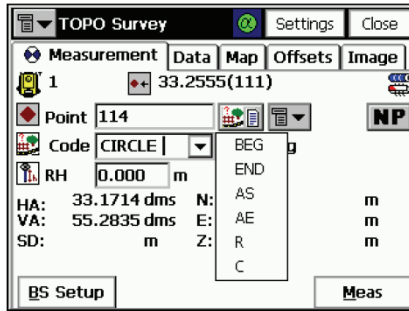 TOPO Survey α Settings Close
Measurement Data Map Offsets Image
1 33.2555(111)
Point 114 NP
Code CIRCLE BEG g
RH 0.000 m END
HA: 33.1714 dms N: AS m
VA: 55.2835 dms E: AE m
SD: m Z: R m
C
BS Setup Meas